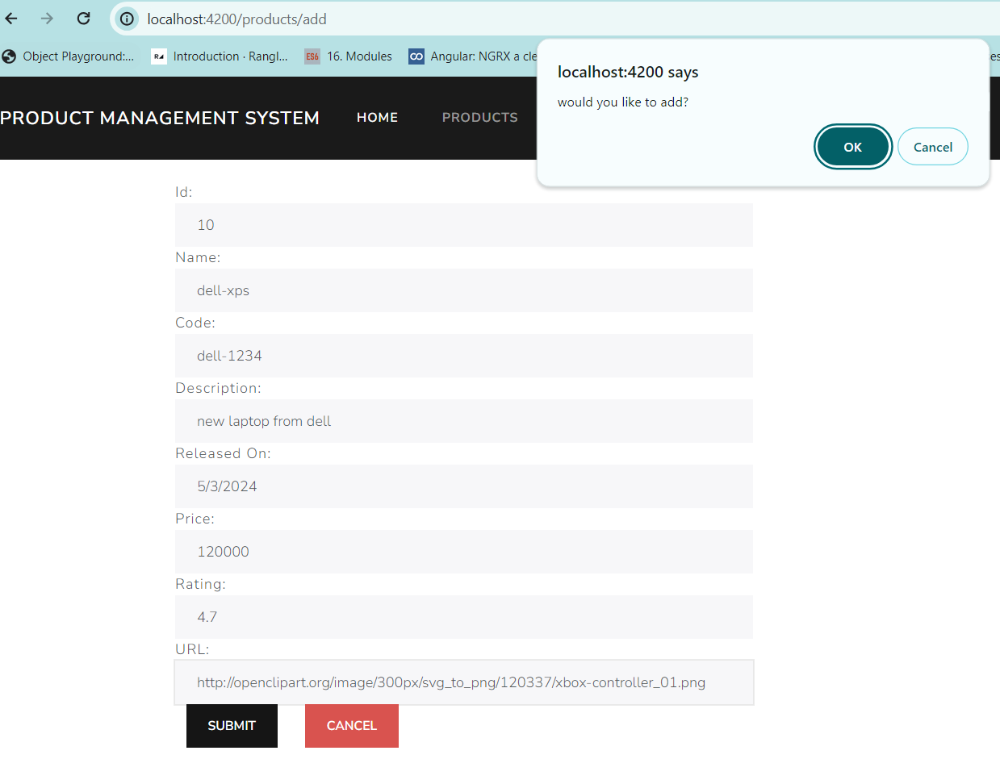 localhost:4200/products/add
Object Playground:... R Introduction · Rangl... ES6 16. Modules Angular: NGRX a cle
localhost:4200 says
would you like to add?
OK Cancel
PRODUCT MANAGEMENT SYSTEM HOME PRODUCTS
Id:
10
Name:
dell-xps
Code:
dell-1234
Description:
new laptop from dell
Released On:
5/3/2024
Price:
120000
Rating:
4.7
URL:
http://openclipart.org/image/300px/svg_to_png/120337/xbox-controller_01.png
SUBMIT CANCEL